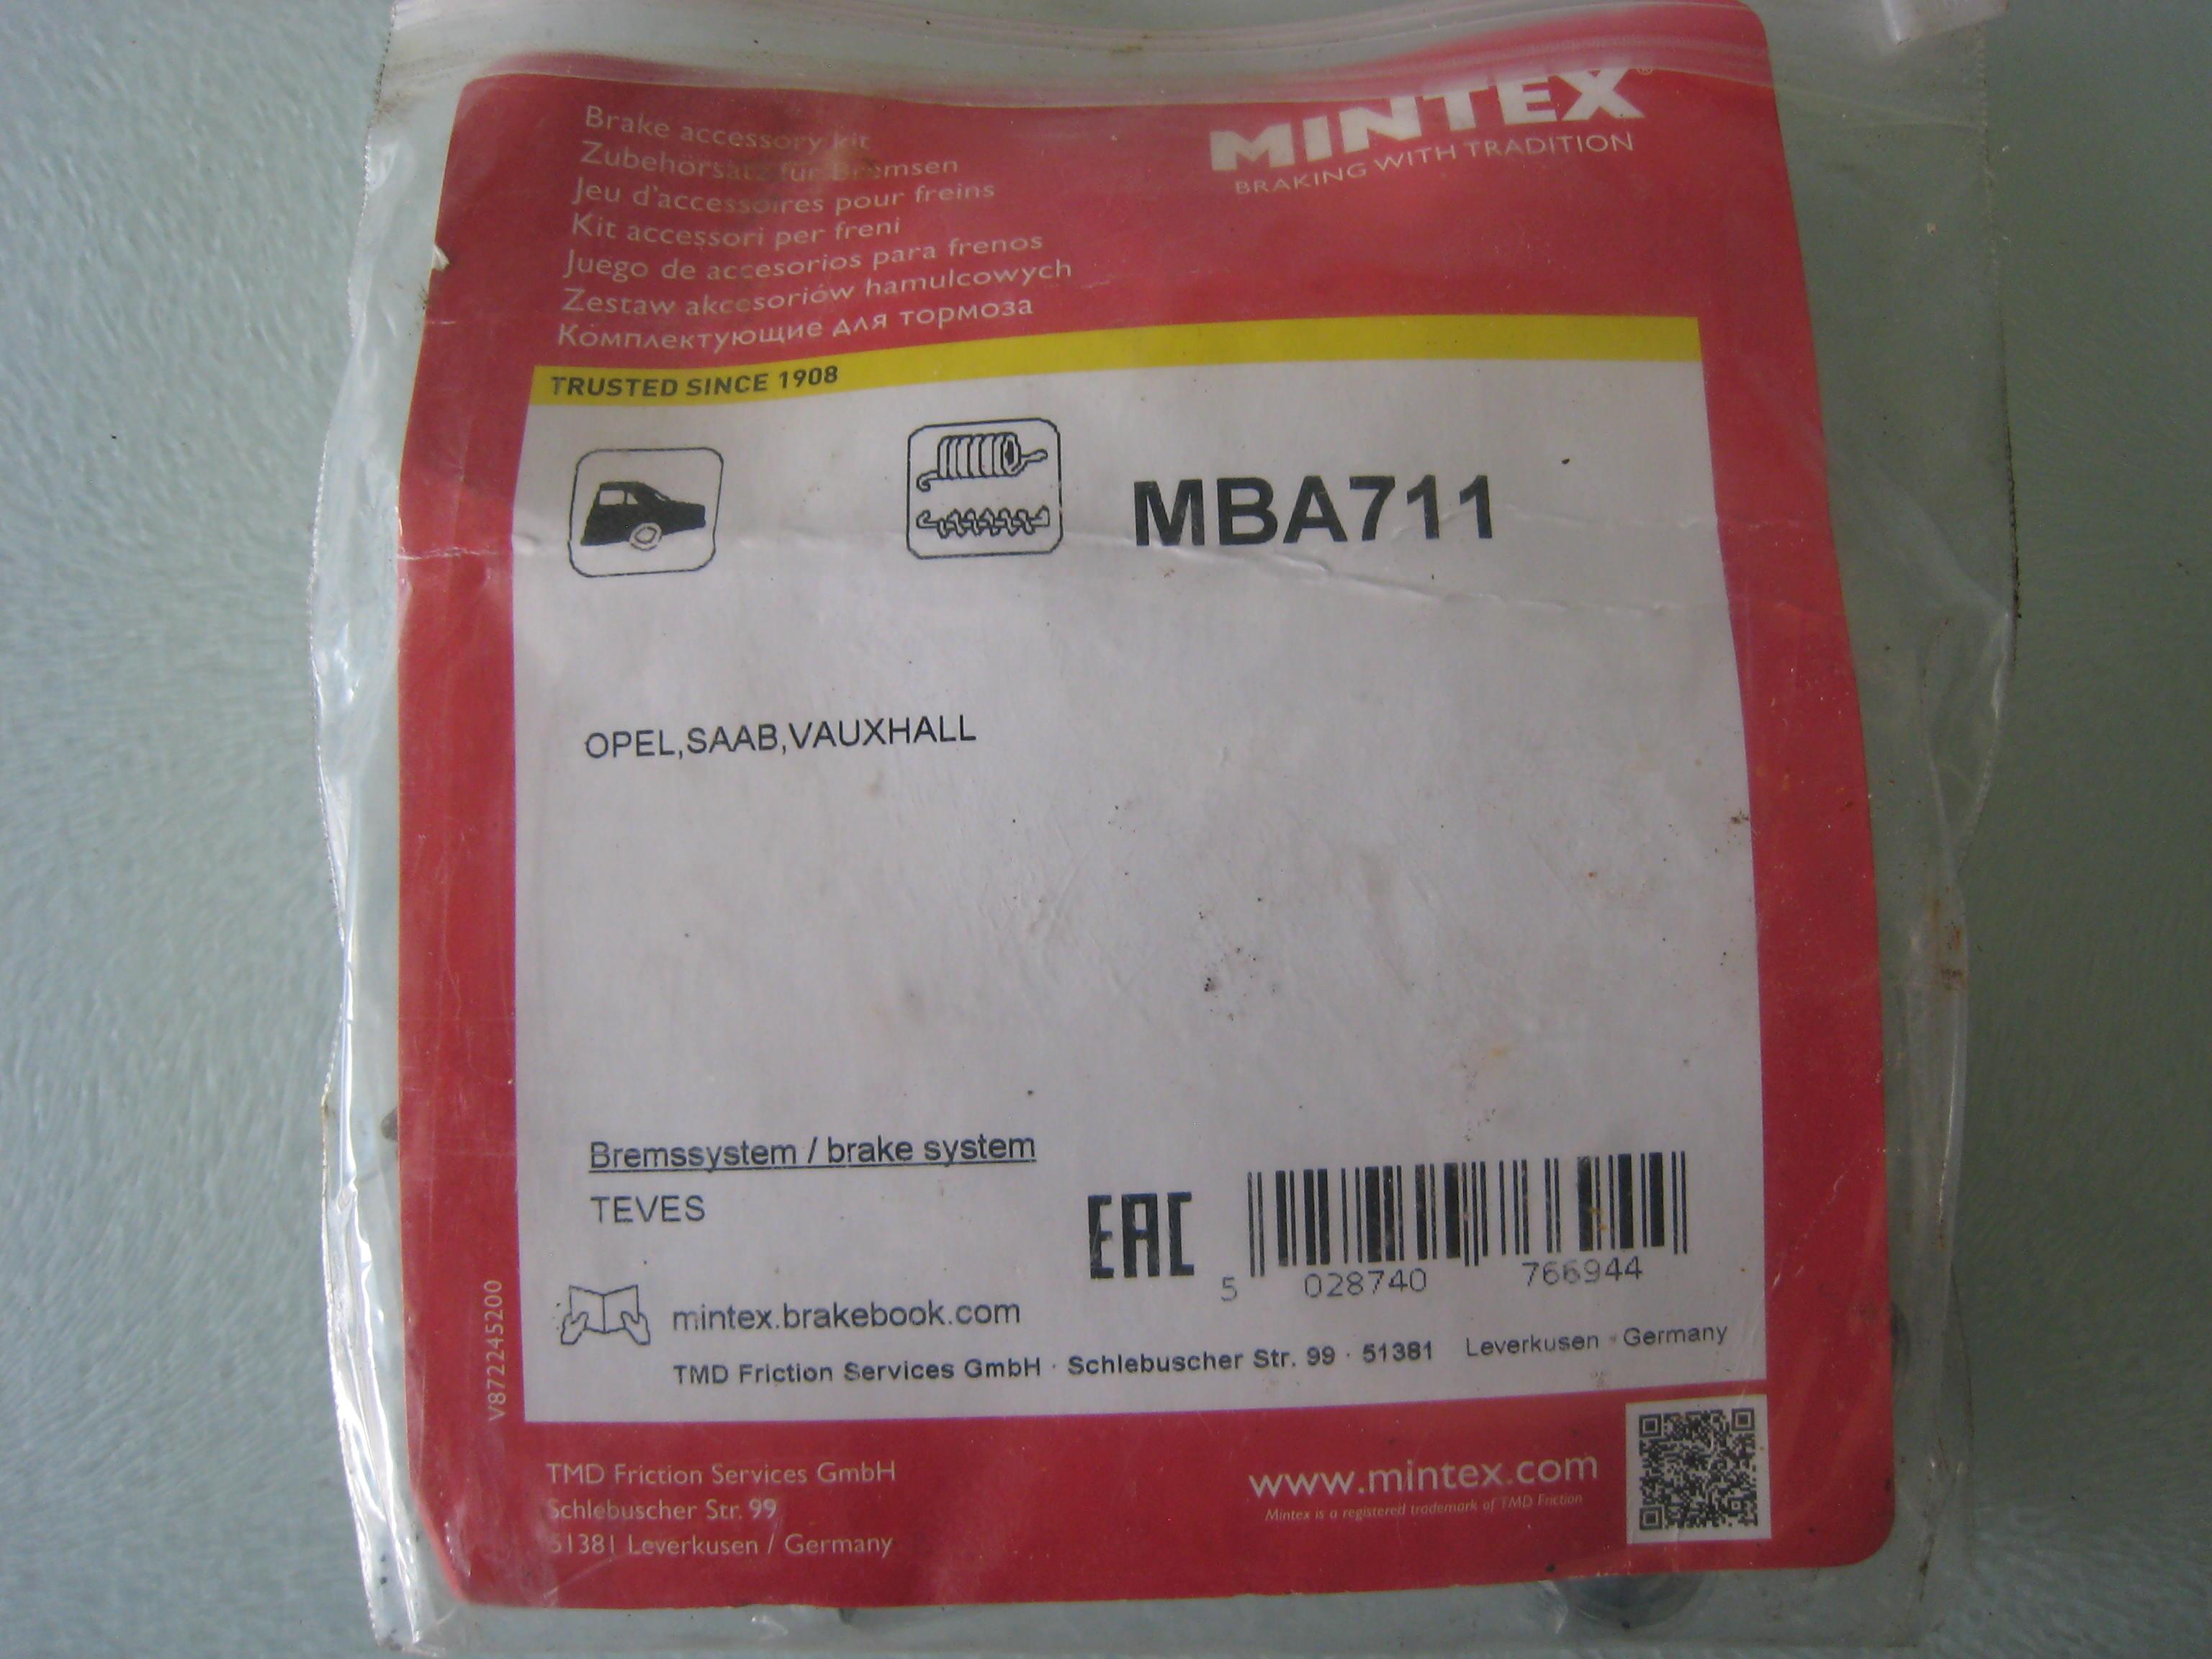 MINTEX®
BRAKING WITH TRADITION
Brake accessory kit
Zubehörsatz für Bremsen
Jeu d'accessoires pour freins
Kit accessori per freni
Juego de accesorios para frenos
Zestaw akcesoriów hamulcowych
Комплектующие для тормоза
TRUSTED SINCE 1908
MBA711
OPEL,SAAB,VAUXHALL
Bremssystem / brake system
TEVES
EAC
5 028740 766944
mintex.brakebook.com
TMD Friction Services GmbH · Schlebuscher Str. 99 · 51381 Leverkusen · Germany
V872245200
TMD Friction Services GmbH
Schlebuscher Str. 99
51381 Leverkusen / Germany
www.mintex.com
Mintex is a registered trademark of TMD Friction